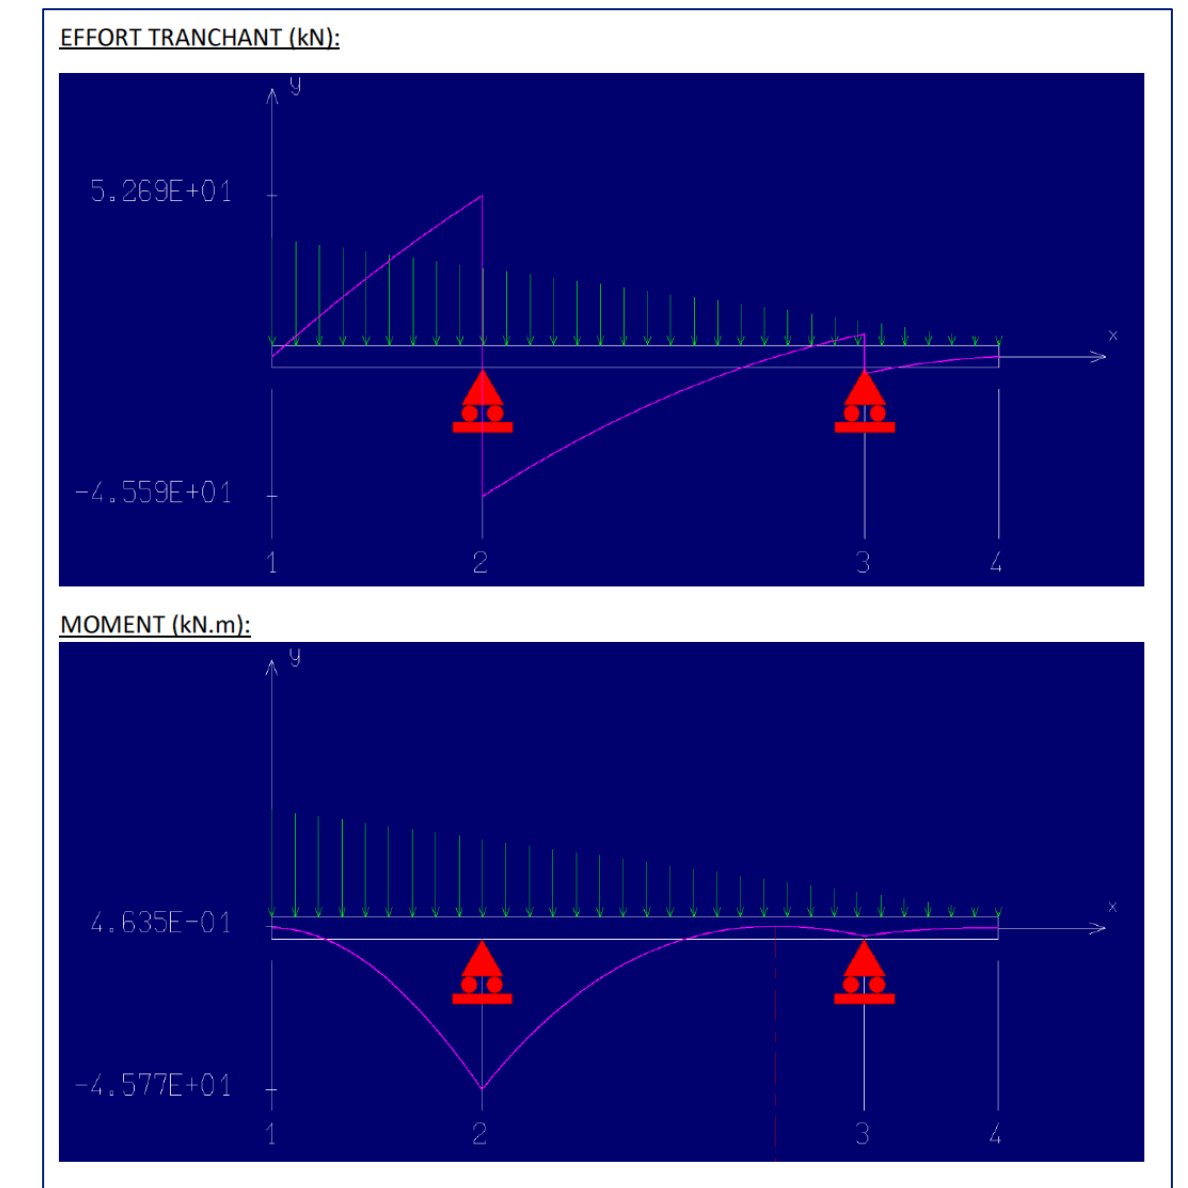 EFFORT TRANCHANT (kN):
y
5.269E+01
x
-4.559E+01
1 2 3 4
MOMENT (kN.m):
y
4.635E-01
x
-4.577E+01
1 2 3 4